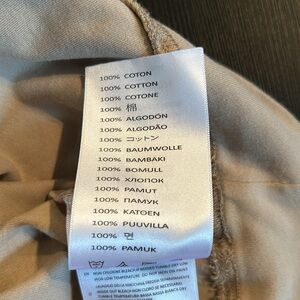 100% COTON
100% COTTON
100% COTONE
100% 棉
100% ALGODÓN
100% ALGODÃO
100% コットン
100% BAUMWOLLE
100% BAMBAKI
100% BOMULL
100% ХЛОПОК
100% PAMUT
100% ПАМУК
100% KATOEN
100% PUUVILLA
100% 면
100% PAMUK